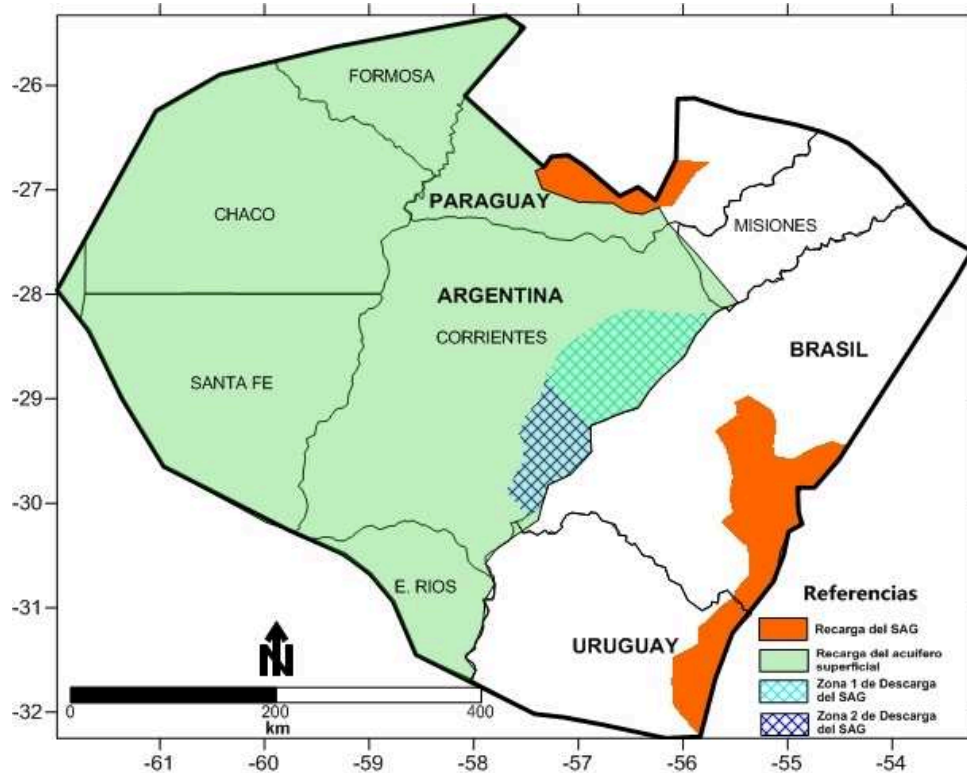 -26
-27
-28
-29
-30
-31
-32
FORMOSA
CHACO
PARAGUAY
MISIONES
ARGENTINA
CORRIENTES
BRASIL
SANTA FE
E. RIOS
URUGUAY
N
0 200 400
km
Referencias
Recarga del SAG
Recarga del acuífero
superficial
Zona 1 de Descarga
del SAG
Zona 2 de Descarga
del SAG
-61 -60 -59 -58 -57 -56 -55 -54